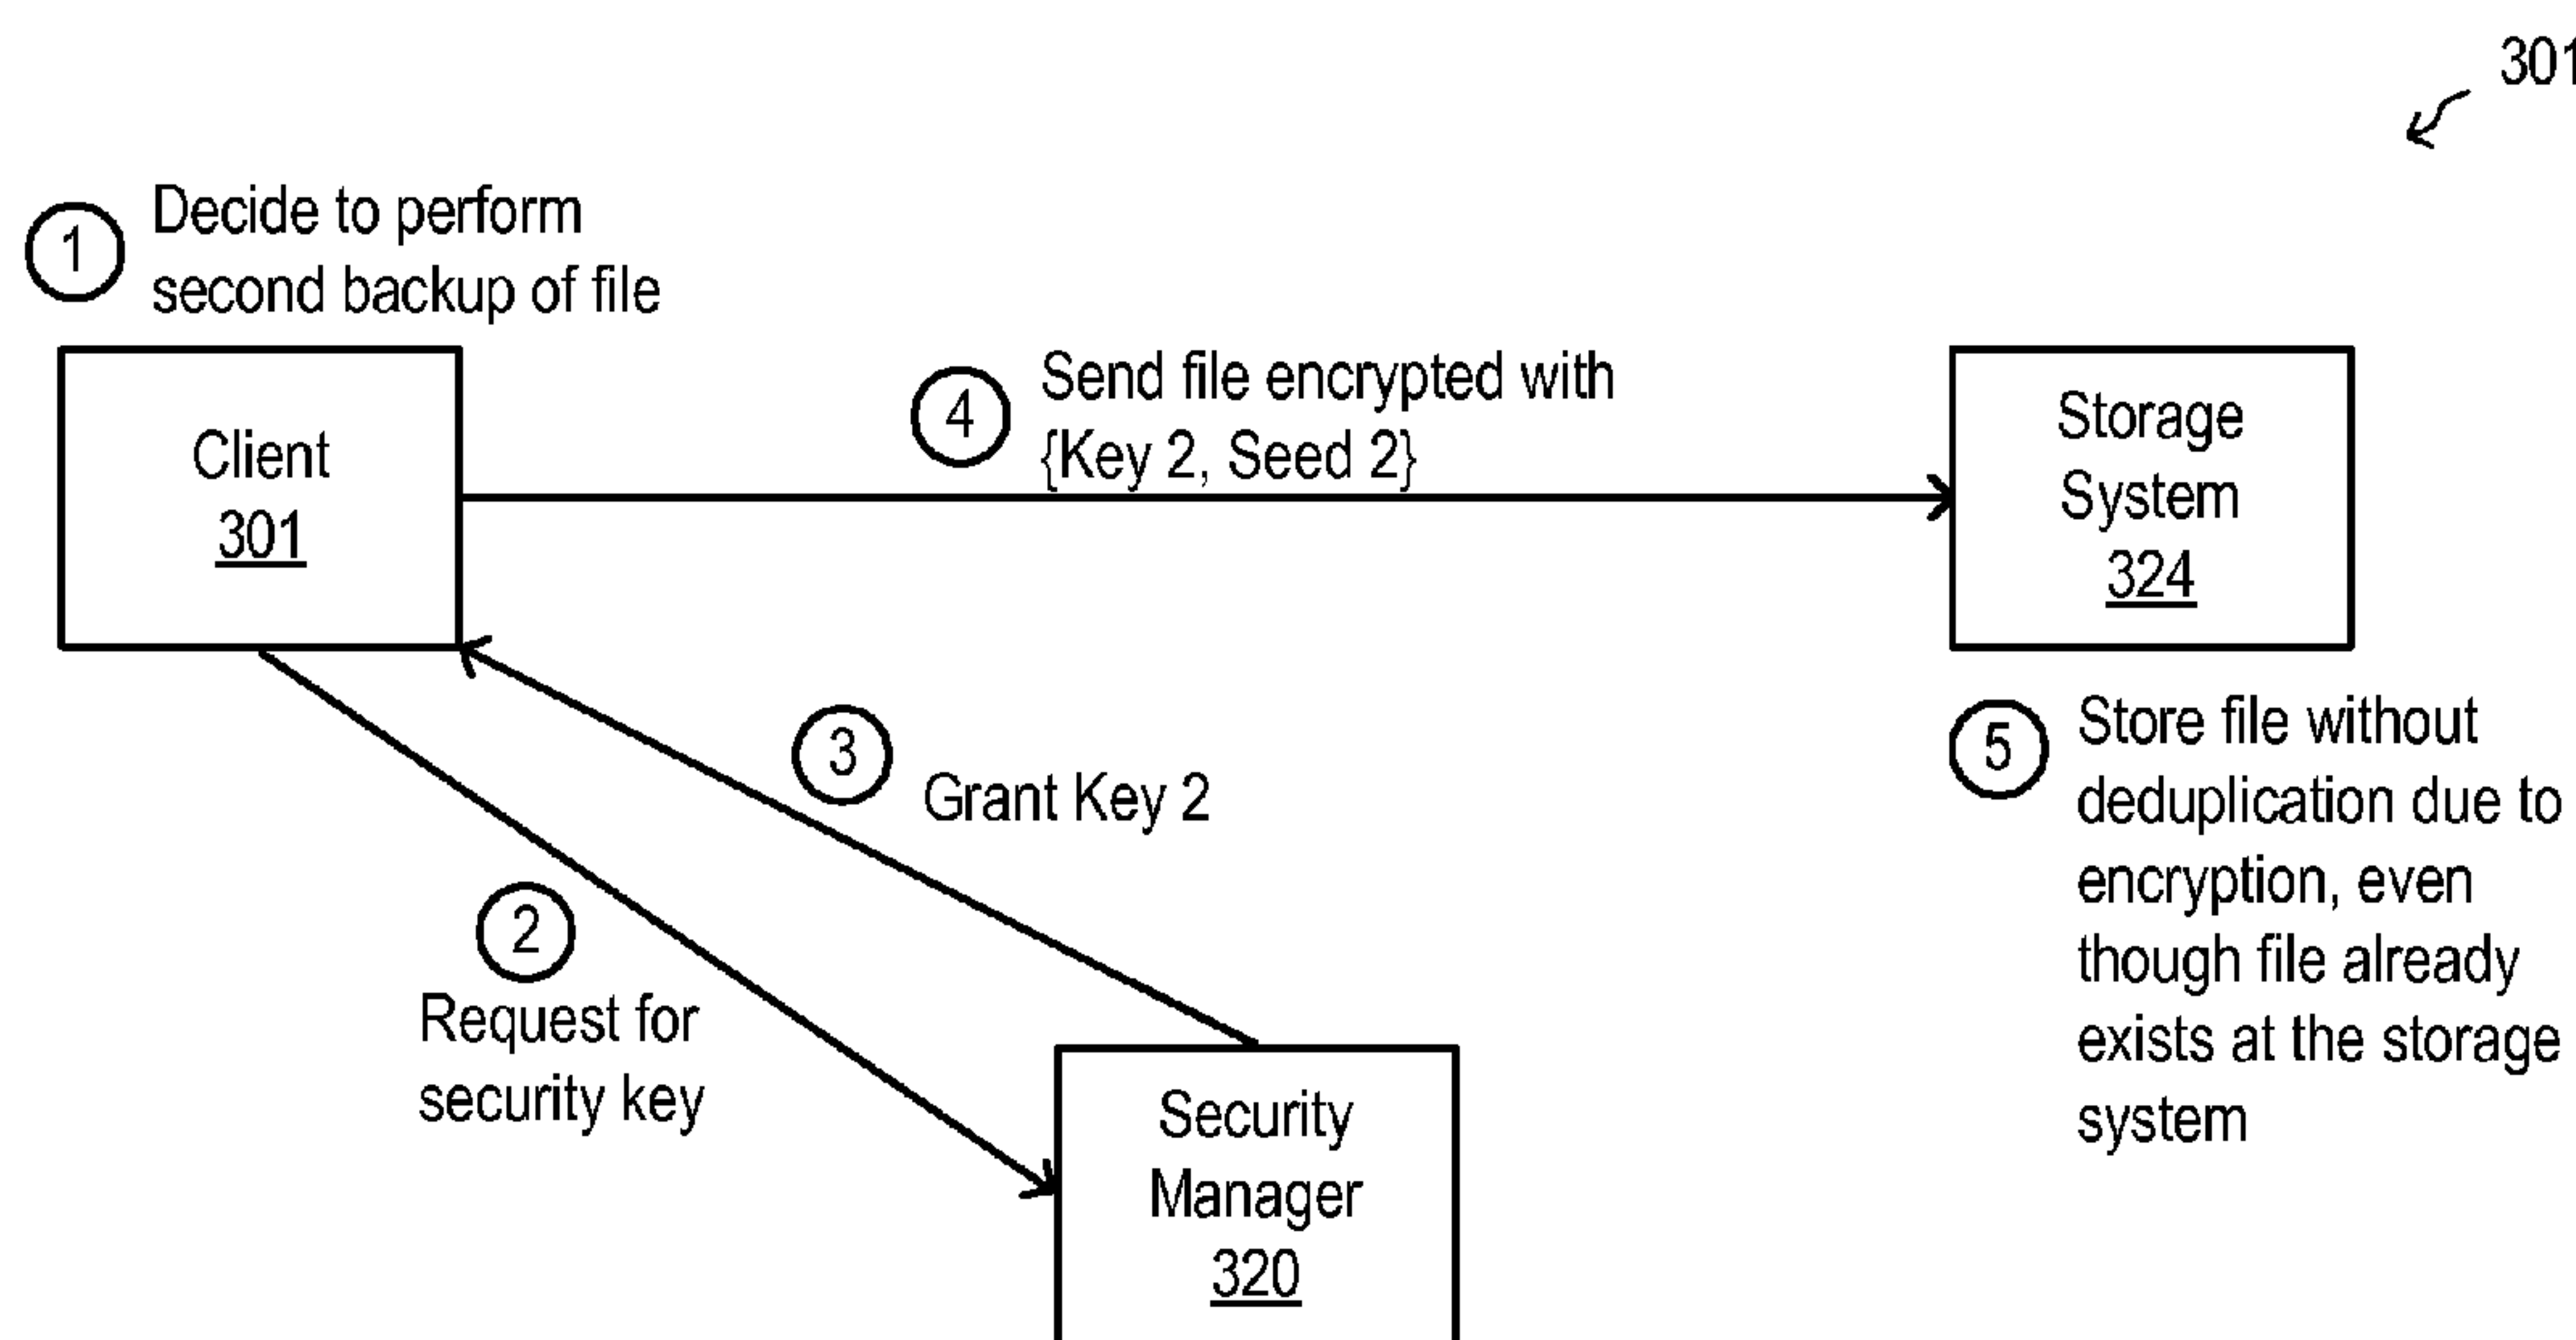 301
1
Decide to perform
second backup of file
Client
301
4
Send file encrypted with
{Key 2, Seed 2}
Storage
System
324
3
Grant Key 2
2
Request for
security key
Security
Manager
320
5
Store file without
deduplication due to
encryption, even
though file already
exists at the storage
system